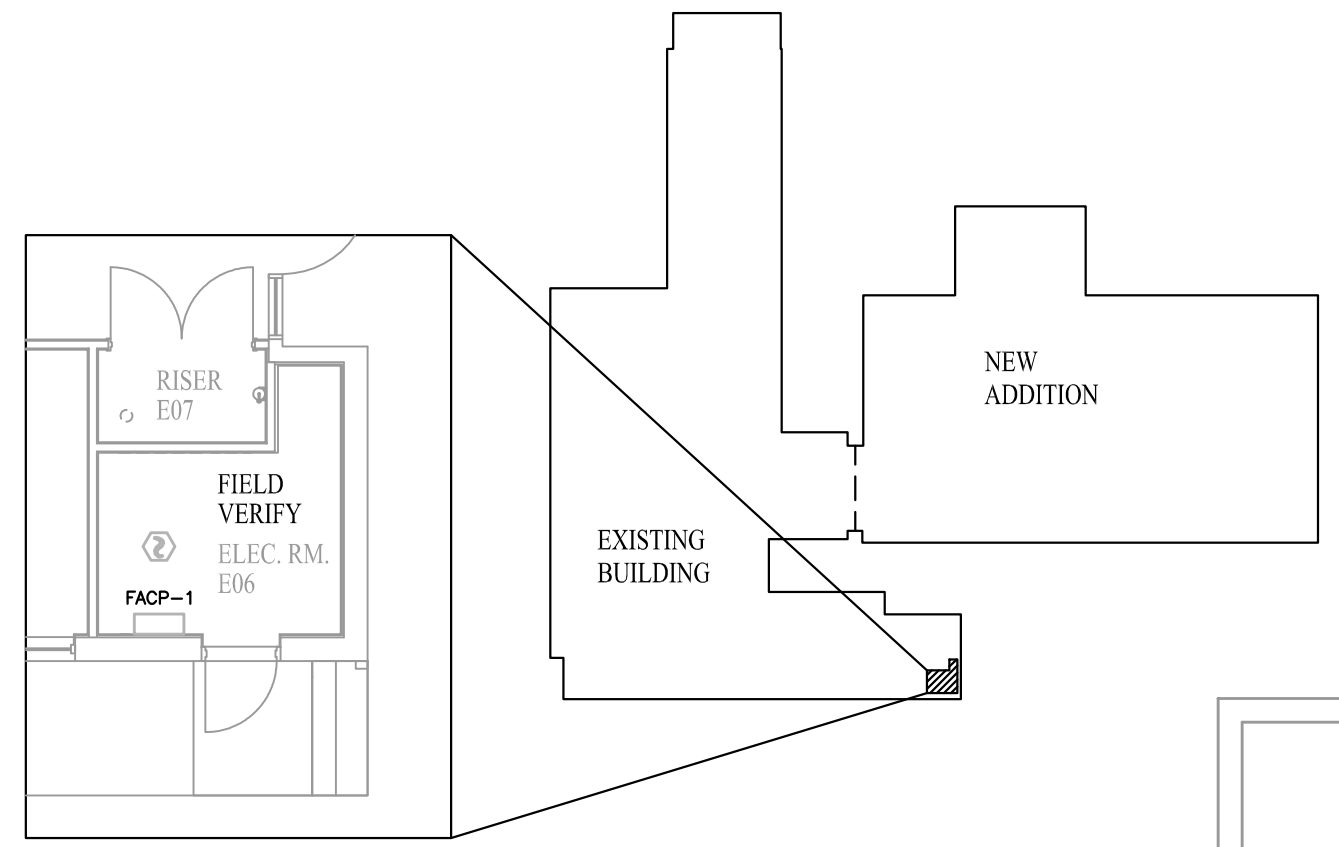 RISER
E07
FIELD
VERIFY
ELEC. RM.
E06
FACP-1
EXISTING
BUILDING
NEW
ADDITION